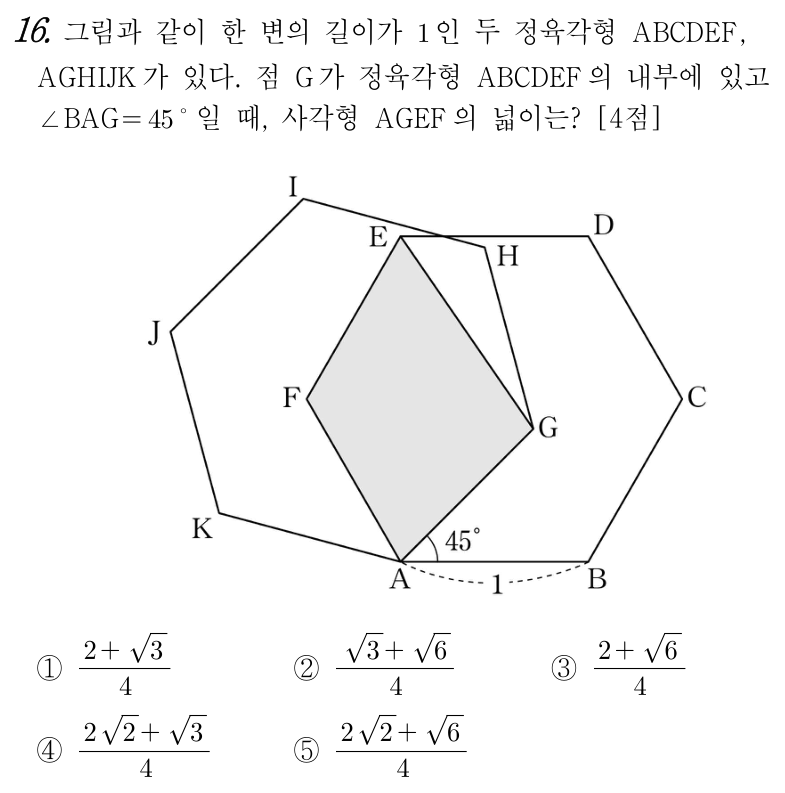 16. 그림과 같이 한 변의 길이가 1인 두 정육각형 ABCDEF,
AGHIJK가 있다. 점 G가 정육각형 ABCDEF의 내부에 있고
∠BAG=45°일 때, 사각형 AGEF의 넓이는? [4점]
I
E
D
H
J
F
C
G
K
45°
A
1
B
① (2+√3)/4 ② (√3+√6)/4 ③ (2+√6)/4
④ (2√2+√3)/4 ⑤ (2√2+√6)/4